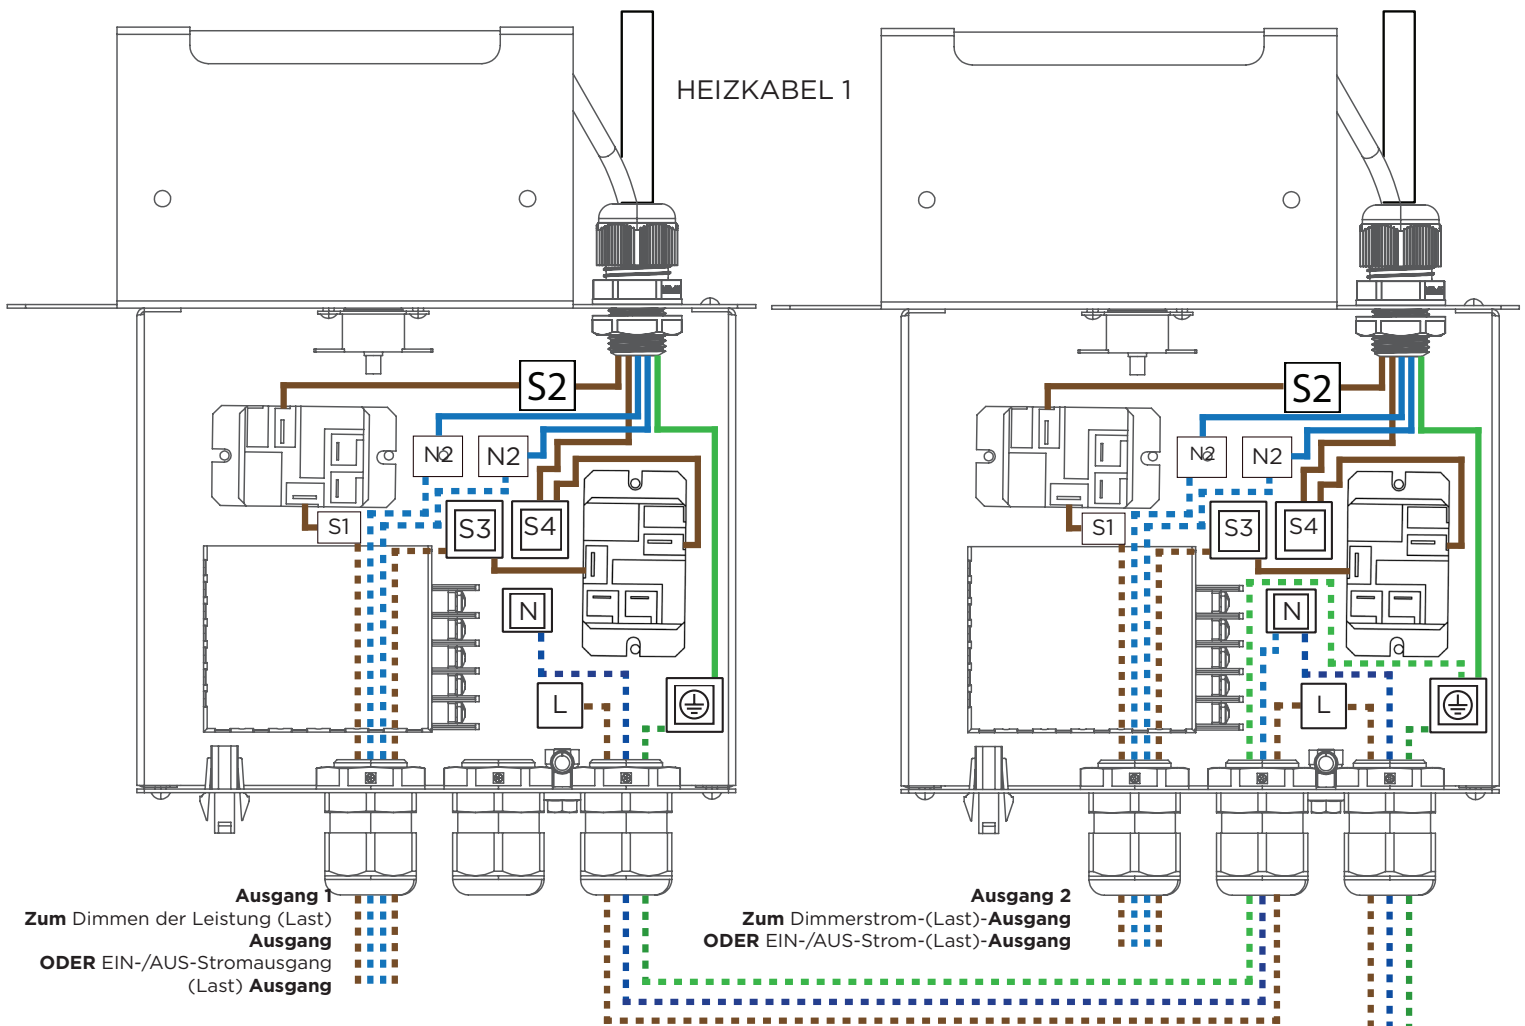 HEIZKABEL 1
S2
N2
N2
S1
S3
S4
N
L
S2
N2
N2
S1
S3
S4
N
L
Ausgang 1
Zum Dimmen der Leistung (Last)
Ausgang
ODER EIN-/AUS-Stromausgang
(Last) Ausgang
Ausgang 2
Zum Dimmerstrom-(Last)-Ausgang
ODER EIN-/AUS-Strom-(Last)-Ausgang